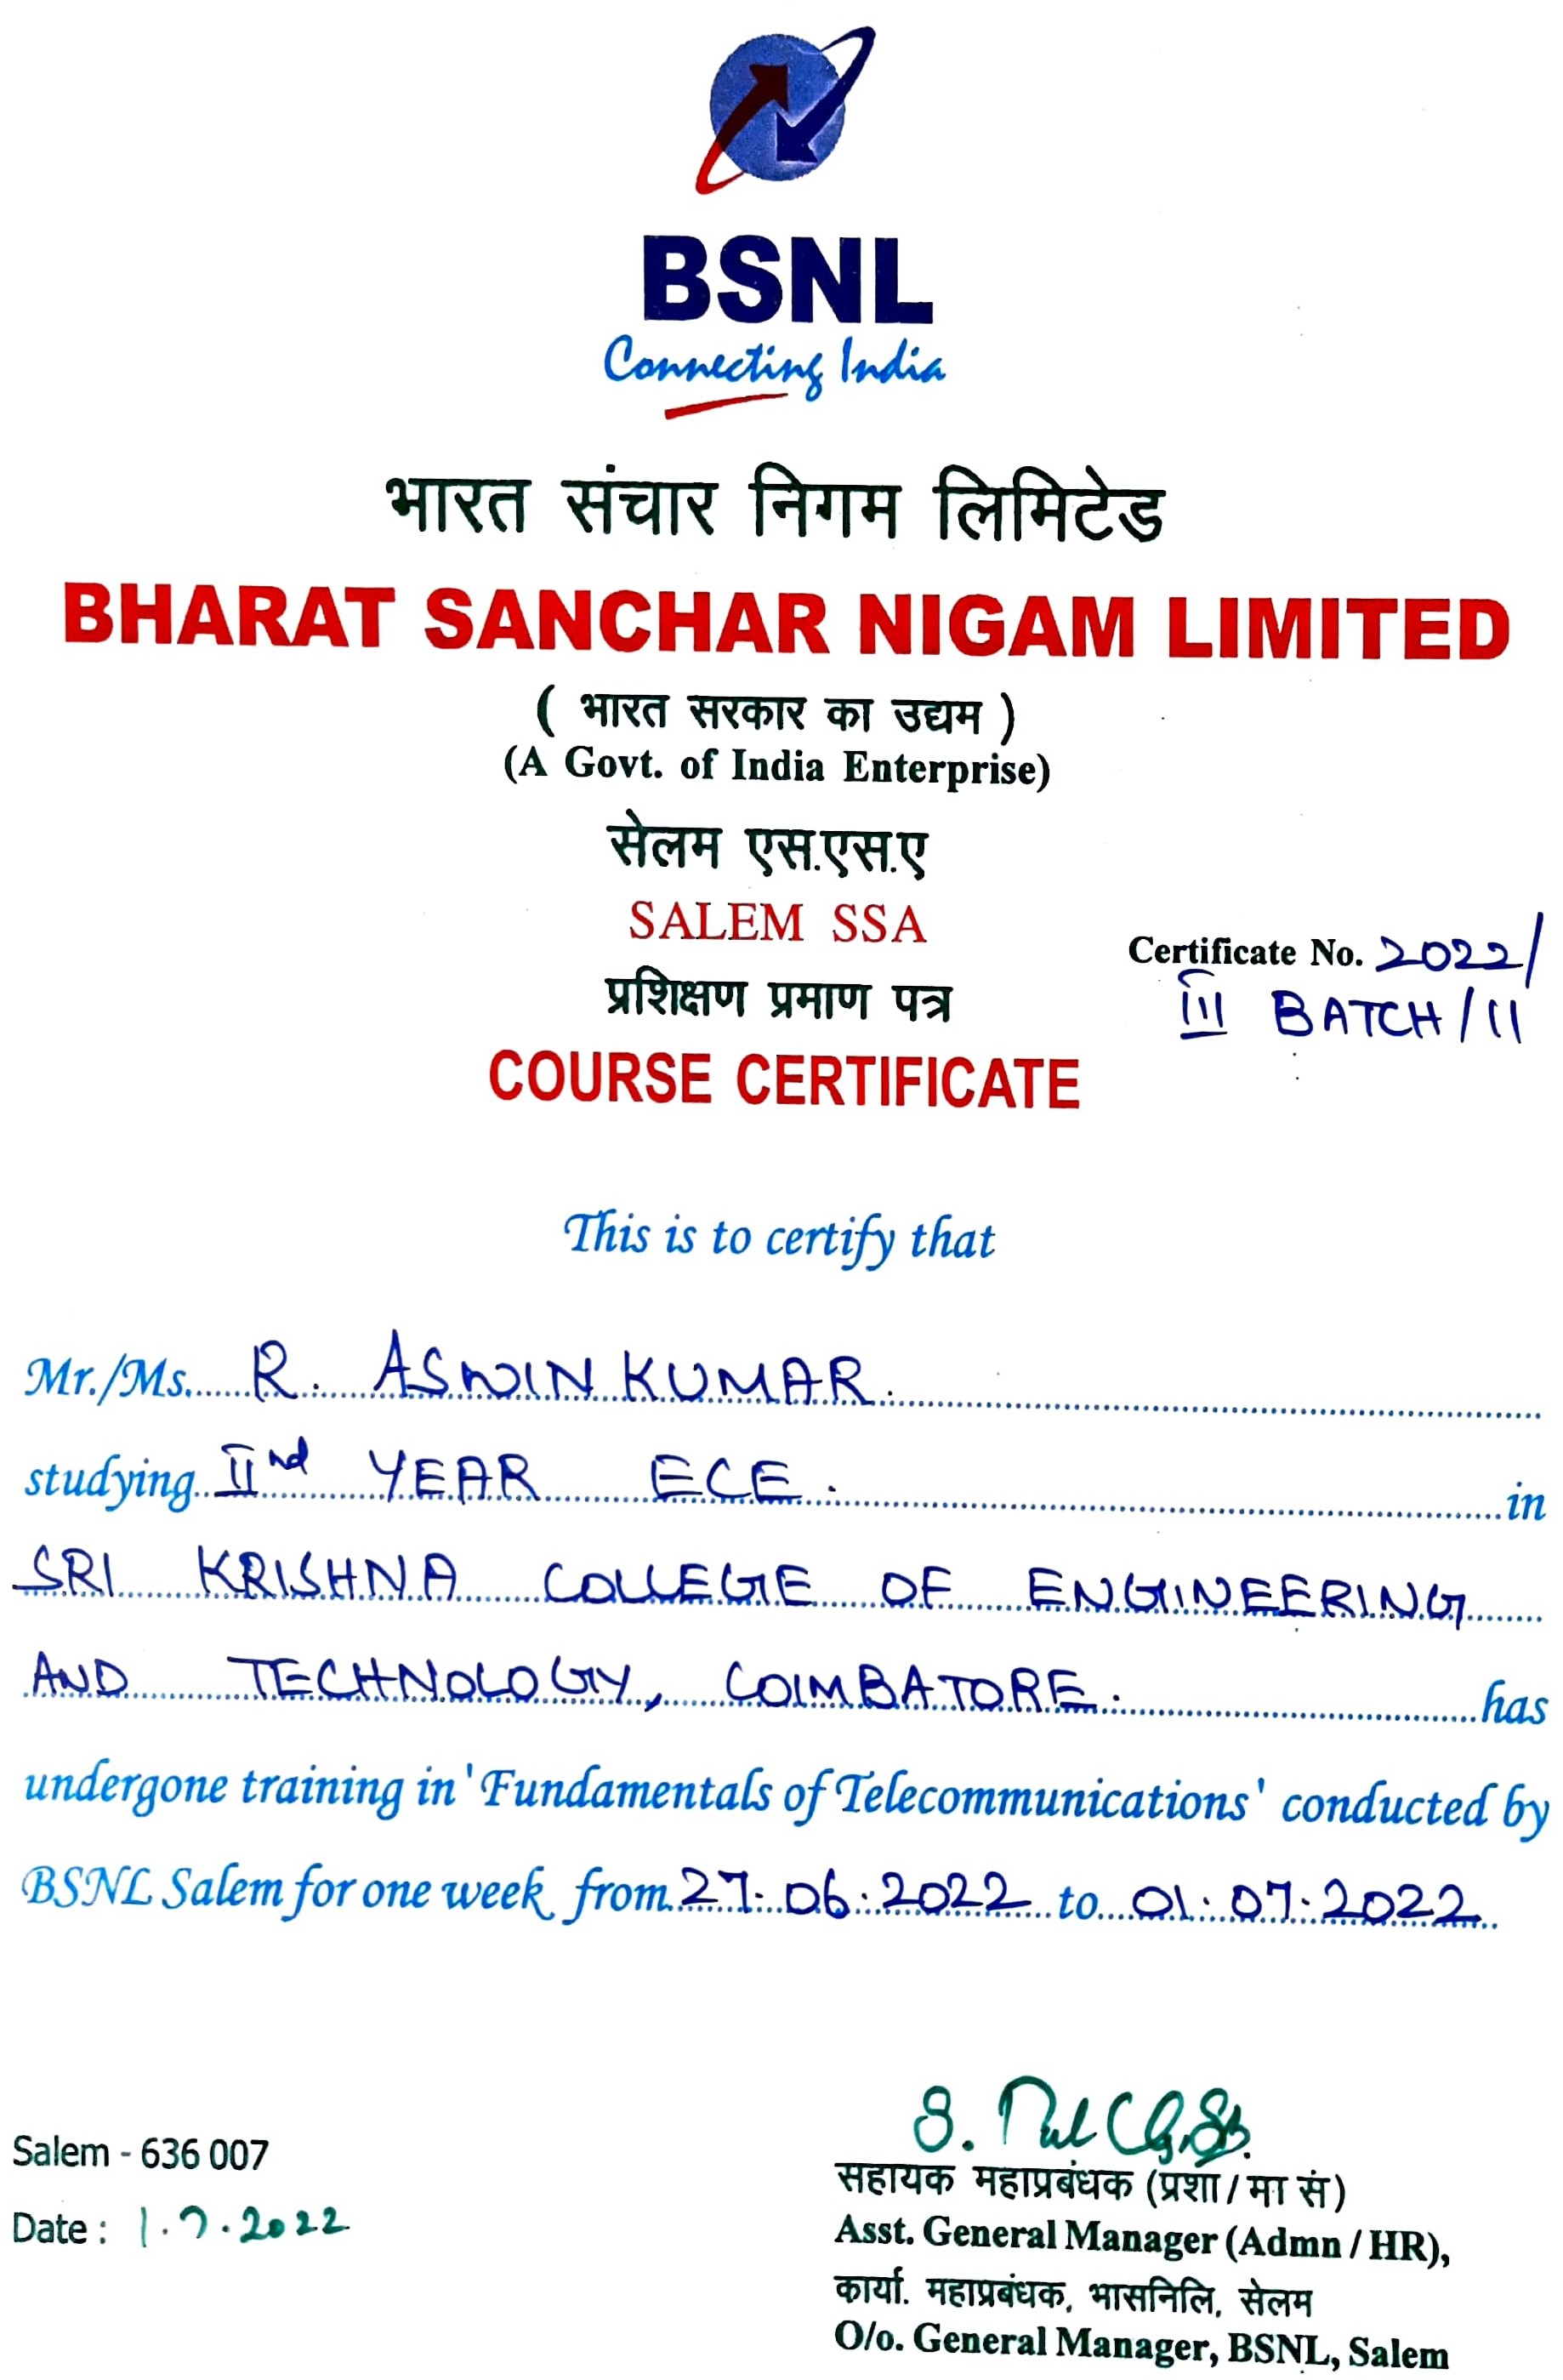 BSNL
Connecting India
भारत संचार निगम लिमिटेड
BHARAT SANCHAR NIGAM LIMITED
( भारत सरकार का उद्यम )
(A Govt. of India Enterprise)
सेलम एस.एस.ए
SALEM SSA
Certificate No. 2022/
III BATCH/11
प्रशिक्षण प्रमाण पत्र
COURSE CERTIFICATE
This is to certify that
Mr./Ms. R. ASWIN KUMAR.
studying IInd YEAR ECE. in
SRI KRISHNA COLLEGE OF ENGINEERING
AND TECHNOLOGY, COIMBATORE. has
undergone training in 'Fundamentals of Telecommunications' conducted by
BSNL Salem for one week from 27.06.2022 to 01.07.2022
Salem - 636 007
Date : 1.7.2022
सहायक महाप्रबंधक (प्रशा/मा सं)
Asst. General Manager (Admn / HR),
कार्या. महाप्रबंधक, भासनिलि, सेलम
O/o. General Manager, BSNL, Salem